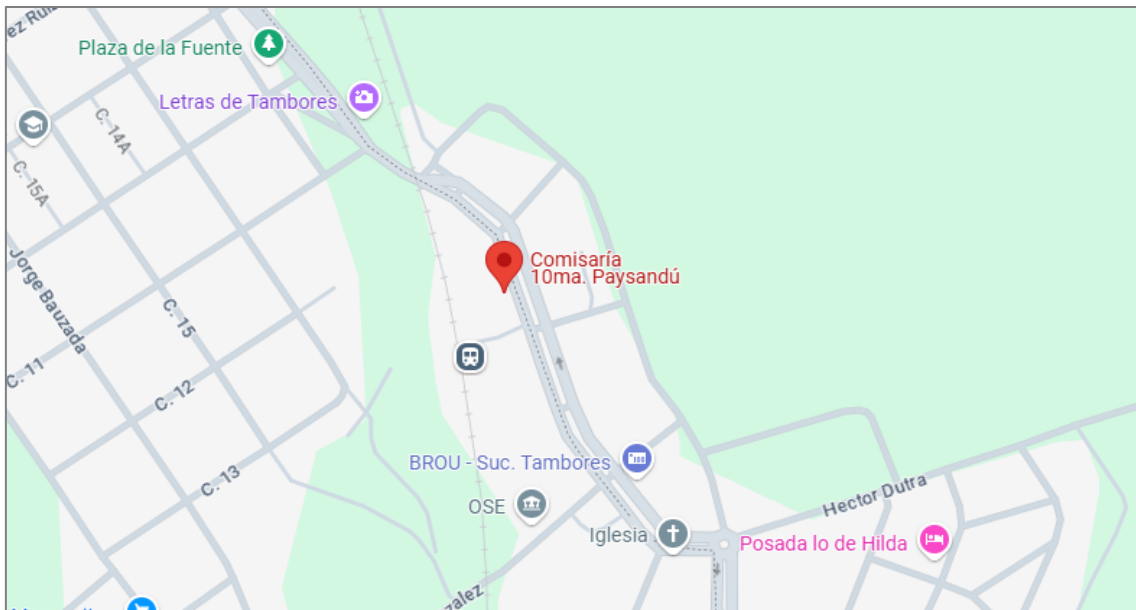 Plaza de la Fuente
Letras de Tambores
C. 14A
C. 15A
Jorge Bauzada
C. 15
Comisaría
10ma. Paysandú
C. 11
C. 12
C. 13
BROU - Suc. Tambores
OSE
Iglesia
Hector Dutra
Posada lo de Hilda